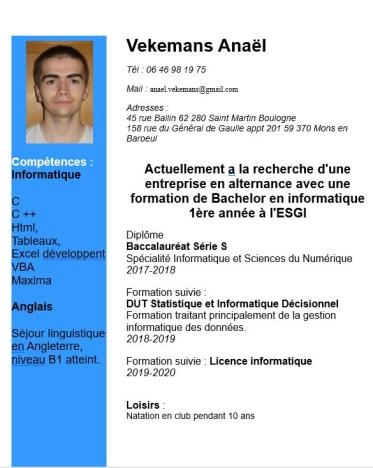 Vekemans Anaël
Tél : 06 46 98 19 75
Mail : anael.vekemans@gmail.com
Adresses :
45 rue Ballin 62 280 Saint Martin Boulogne
158 rue du Général de Gaulle appt 201 59 370 Mons en
Baroeul
Compétences :
Informatique
C
C ++
Html,
Tableaux,
Excel développent
VBA
Maxima
Anglais
Séjour linguistique
en Angleterre,
niveau B1 atteint.
Actuellement a la recherche d'une
entreprise en alternance avec une
formation de Bachelor en informatique
1ère année à l'ESGI
Diplôme
Baccalauréat Série S
Spécialité Informatique et Sciences du Numérique
2017-2018
Formation suivie :
DUT Statistique et Informatique Décisionnel
Formation traitant principalement de la gestion
informatique des données.
2018-2019
Formation suivie : Licence informatique
2019-2020
Loisirs :
Natation en club pendant 10 ans